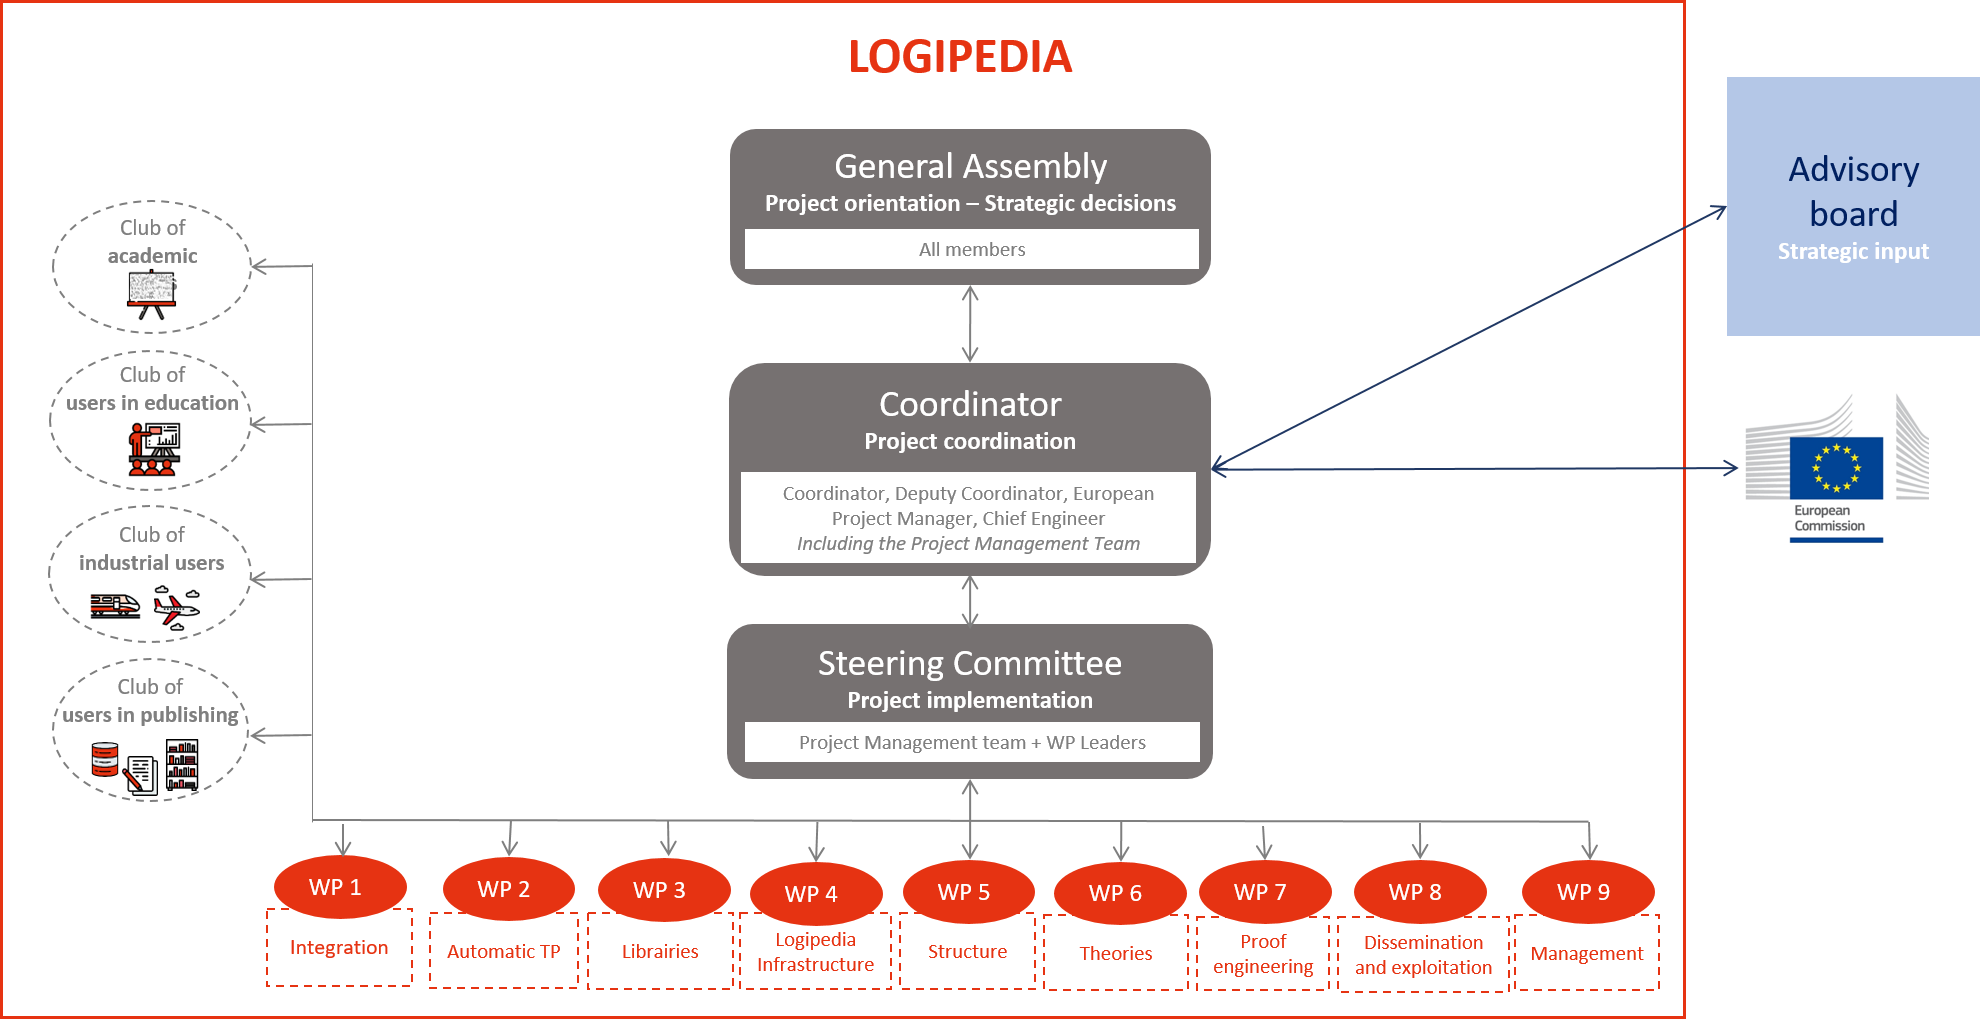 LOGIPEDIA
General Assembly
Project orientation – Strategic decisions
All members
Advisory
board
Strategic input
Club of
academic
Club of
users in education
Club of
industrial users
Club of
users in publishing
Coordinator
Project coordination
Coordinator, Deputy Coordinator, European
Project Manager, Chief Engineer
Including the Project Management Team
European
Commission
Steering Committee
Project implementation
Project Management team + WP Leaders
WP 1
Integration
WP 2
Automatic TP
WP 3
Librairies
WP 4
Logipedia
Infrastructure
WP 5
Structure
WP 6
Theories
WP 7
Proof
engineering
WP 8
Dissemination
and exploitation
WP 9
Management